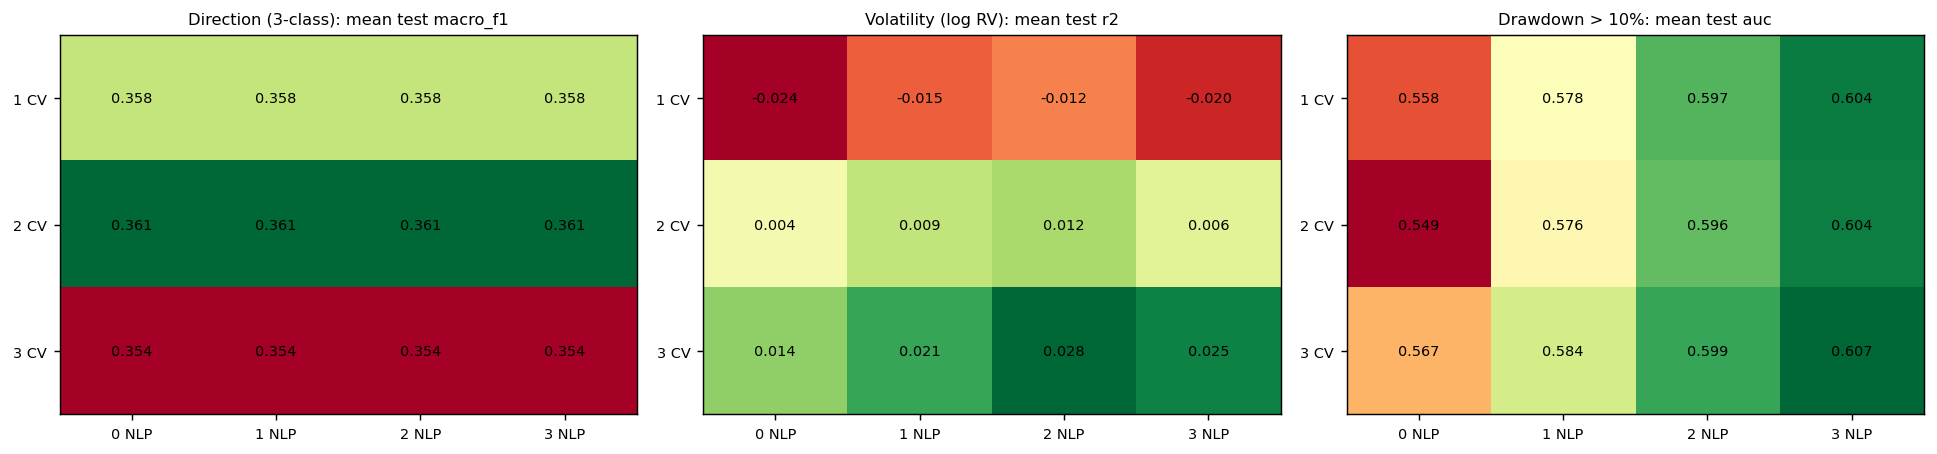 Direction (3-class): mean test macro_f1
1 CV 0.358 0.358 0.358 0.358
2 CV 0.361 0.361 0.361 0.361
3 CV 0.354 0.354 0.354 0.354
0 NLP 1 NLP 2 NLP 3 NLP
Volatility (log RV): mean test r2
1 CV -0.024 -0.015 -0.012 -0.020
2 CV 0.004 0.009 0.012 0.006
3 CV 0.014 0.021 0.028 0.025
0 NLP 1 NLP 2 NLP 3 NLP
Drawdown > 10%: mean test auc
1 CV 0.558 0.578 0.597 0.604
2 CV 0.549 0.576 0.596 0.604
3 CV 0.567 0.584 0.599 0.607
0 NLP 1 NLP 2 NLP 3 NLP